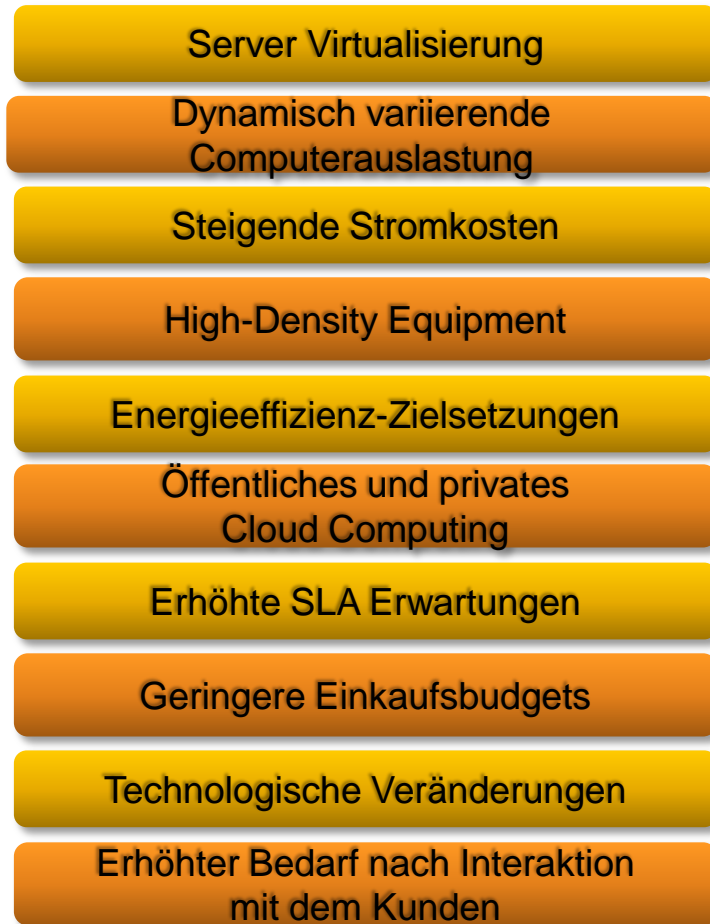 Server Virtualisierung
Dynamisch variierende
Computerauslastung
Steigende Stromkosten
High-Density Equipment
Energieeffizienz-Zielsetzungen
Öffentliches und privates
Cloud Computing
Erhöhte SLA Erwartungen
Geringere Einkaufsbudgets
Technologische Veränderungen
Erhöhter Bedarf nach Interaktion
mit dem Kunden